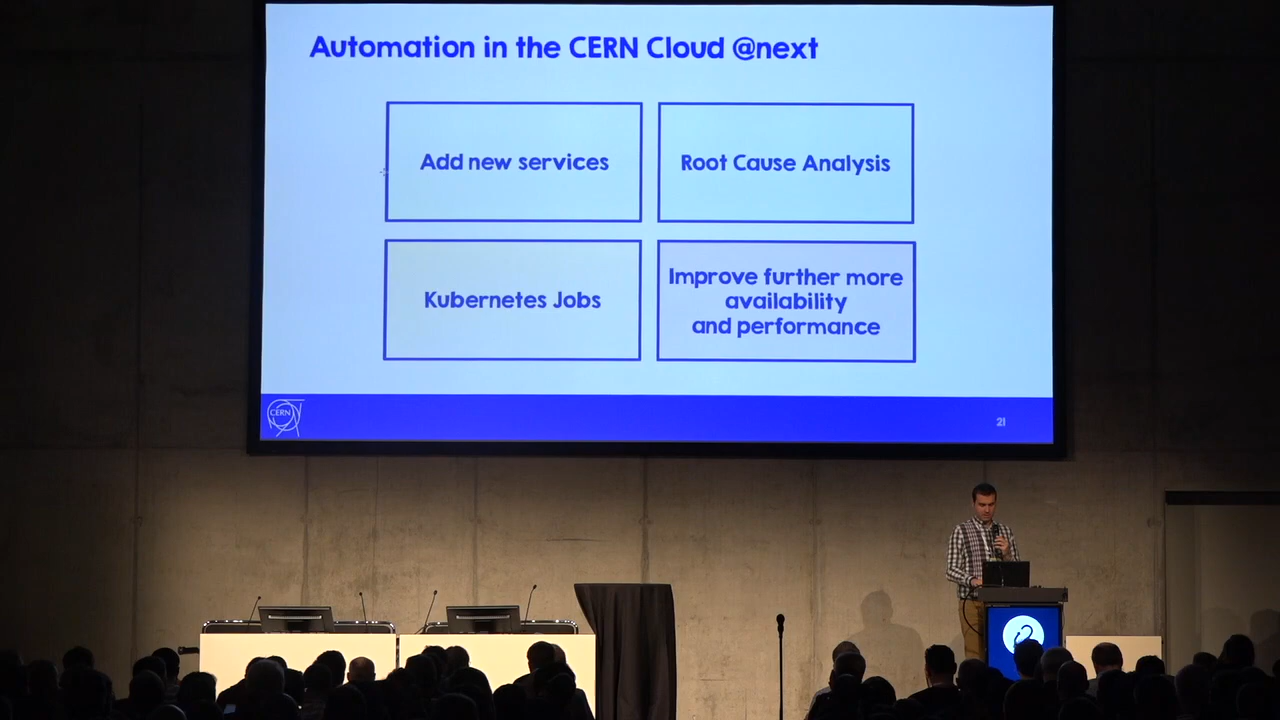 Automation in the CERN Cloud @next
Add new services
Root Cause Analysis
Kubernetes Jobs
Improve further more
availability
and performance
CERN
21